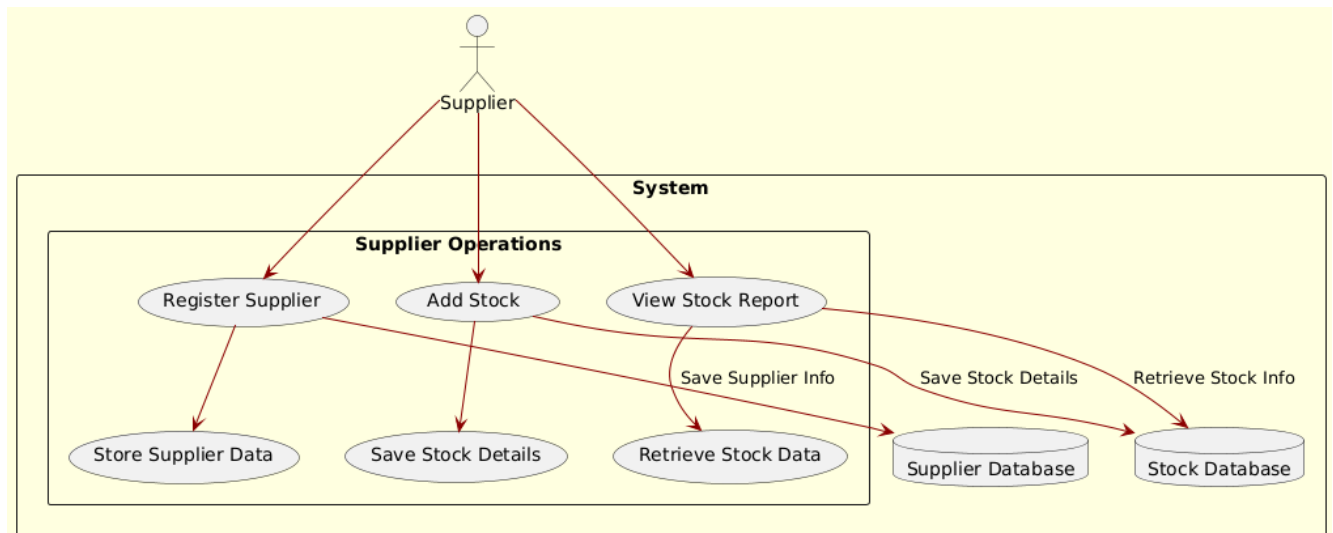 Supplier
System
Supplier Operations
Register Supplier
Add Stock
View Stock Report
Save Supplier Info
Save Stock Details
Retrieve Stock Info
Store Supplier Data
Save Stock Details
Retrieve Stock Data
Supplier Database
Stock Database